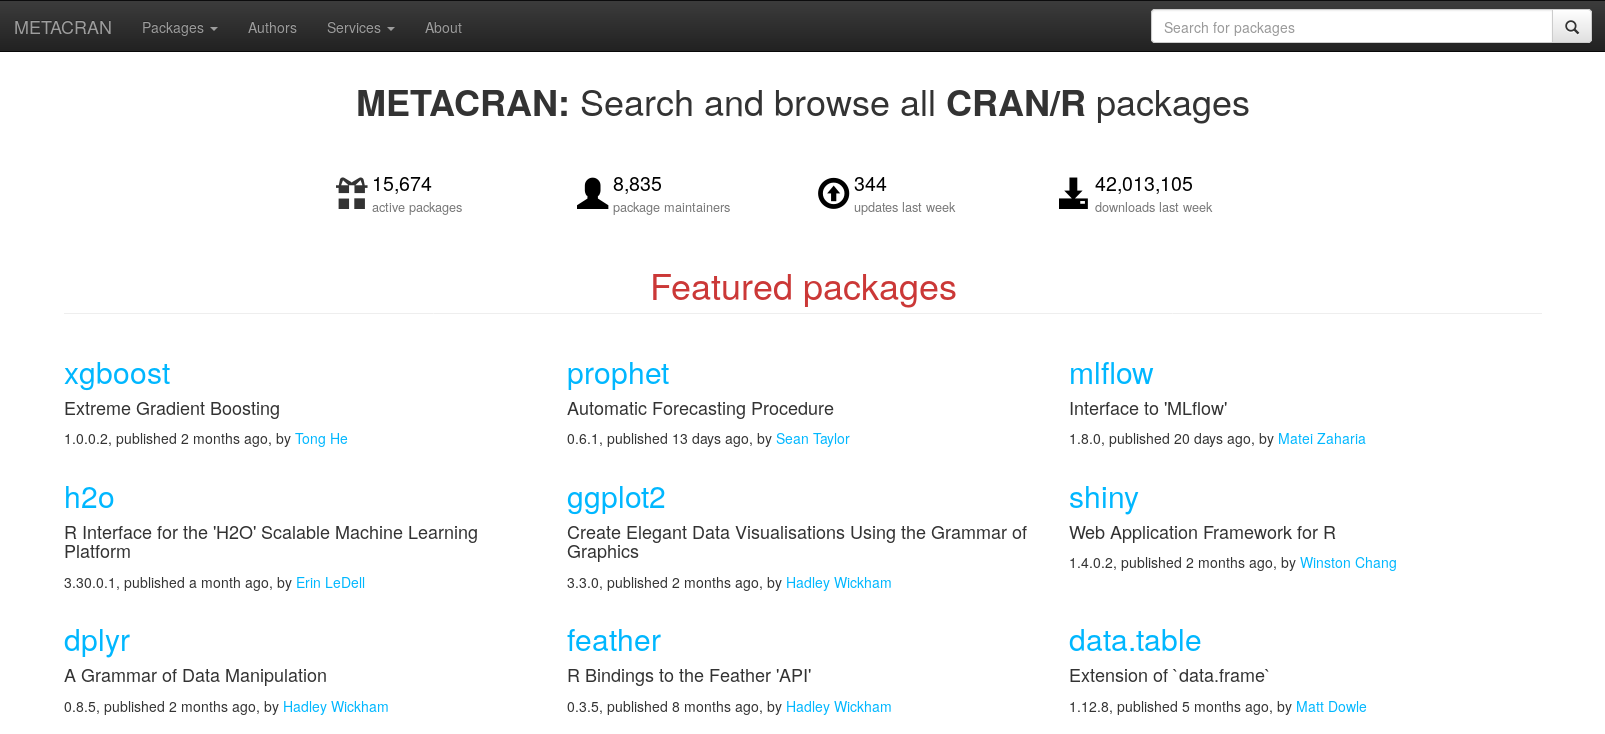 METACRAN Packages Authors Services About Search for packages
METACRAN: Search and browse all CRAN/R packages
15,674
active packages
8,835
package maintainers
344
updates last week
42,013,105
downloads last week
Featured packages
xgboost
Extreme Gradient Boosting
1.0.0.2, published 2 months ago, by Tong He
prophet
Automatic Forecasting Procedure
0.6.1, published 13 days ago, by Sean Taylor
mlflow
Interface to 'MLflow'
1.8.0, published 20 days ago, by Matei Zaharia
h2o
R Interface for the 'H2O' Scalable Machine Learning
Platform
3.30.0.1, published a month ago, by Erin LeDell
ggplot2
Create Elegant Data Visualisations Using the Grammar of
Graphics
3.3.0, published 2 months ago, by Hadley Wickham
shiny
Web Application Framework for R
1.4.0.2, published 2 months ago, by Winston Chang
dplyr
A Grammar of Data Manipulation
0.8.5, published 2 months ago, by Hadley Wickham
feather
R Bindings to the Feather 'API'
0.3.5, published 8 months ago, by Hadley Wickham
data.table
Extension of `data.frame`
1.12.8, published 5 months ago, by Matt Dowle